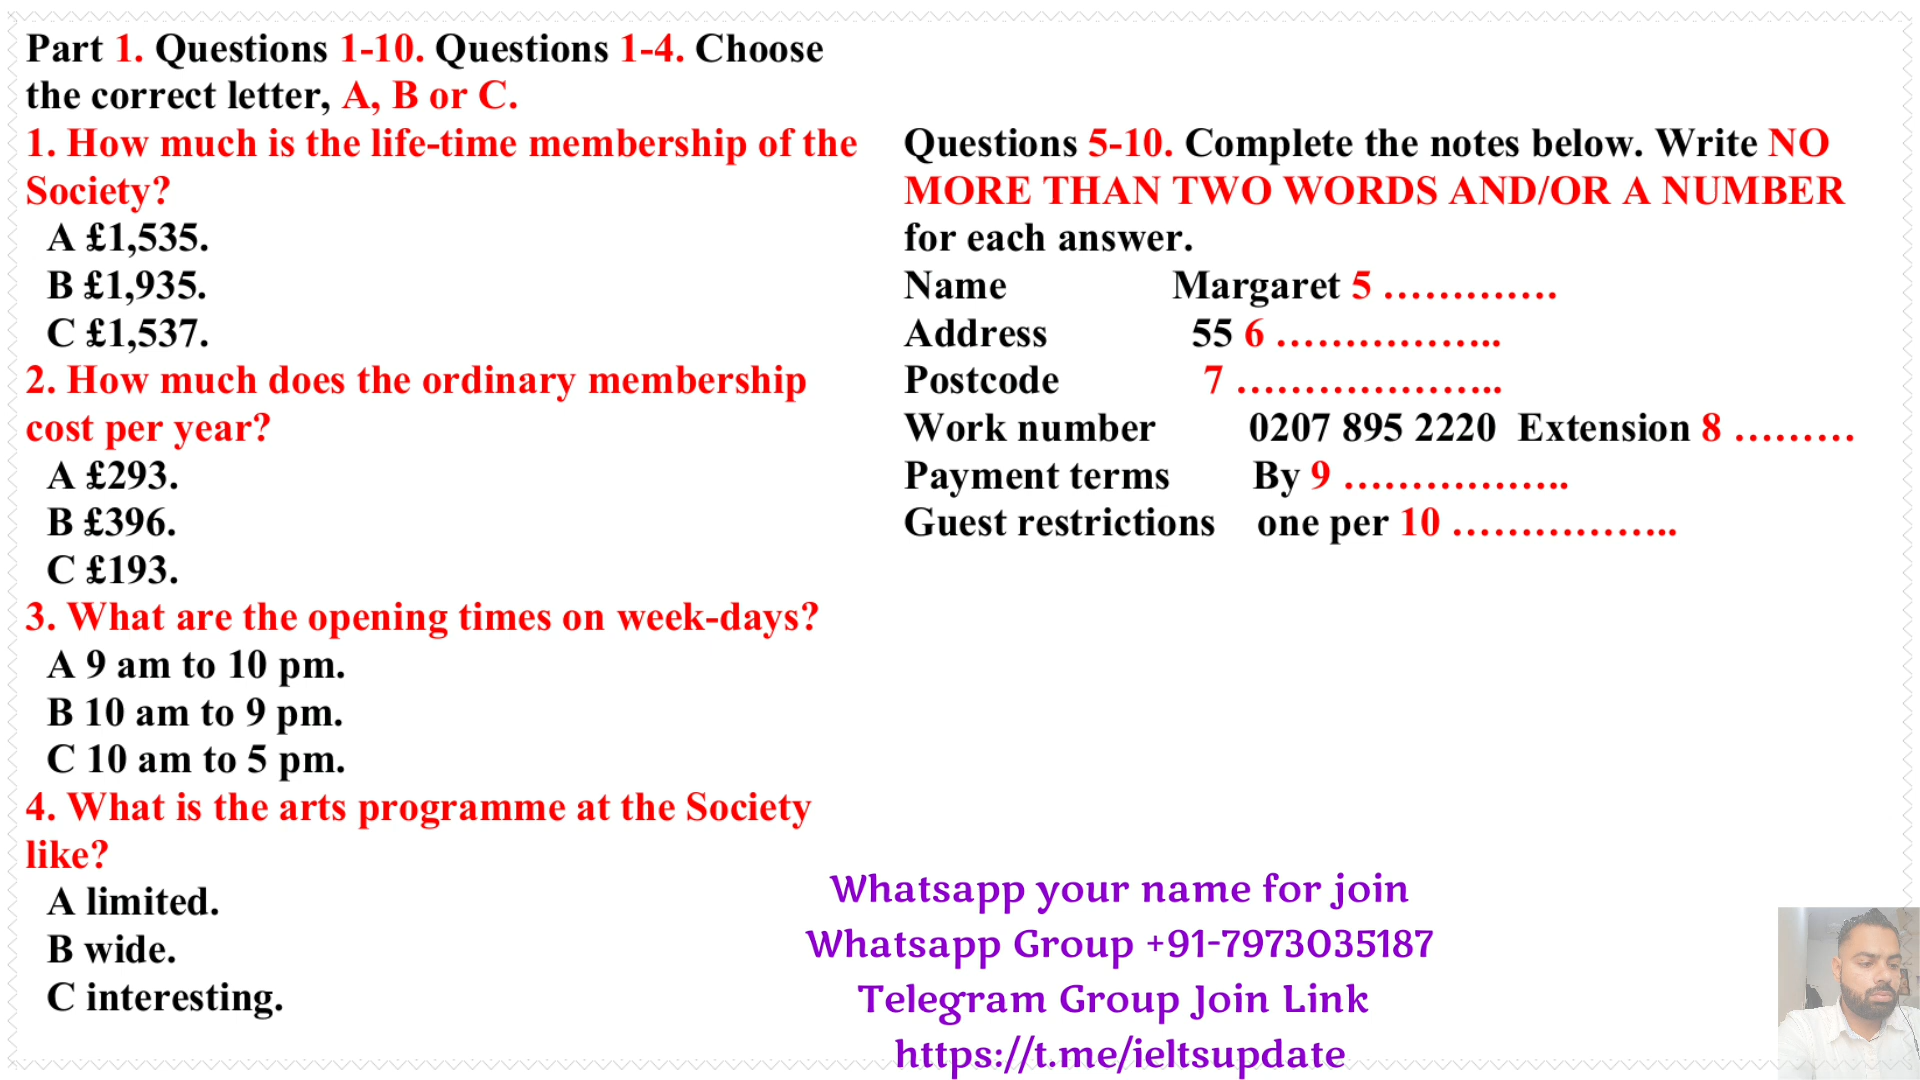 Part 1. Questions 1-10. Questions 1-4. Choose
the correct letter, A, B or C.
1. How much is the life-time membership of the
Society?
A £1,535.
B £1,935.
C £1,537.
2. How much does the ordinary membership
cost per year?
A £293.
B £396.
C £193.
3. What are the opening times on week-days?
A 9 am to 10 pm.
B 10 am to 9 pm.
C 10 am to 5 pm.
4. What is the arts programme at the Society
like?
A limited.
B wide.
C interesting.
Questions 5-10. Complete the notes below. Write NO
MORE THAN TWO WORDS AND/OR A NUMBER
for each answer.
Name Margaret 5 ………….
Address 55 6 ……………..
Postcode 7 ………………..
Work number 0207 895 2220 Extension 8 ………
Payment terms By 9 …………….
Guest restrictions one per 10 ……………..
Whatsapp your name for join
Whatsapp Group +91-7973035187
Telegram Group Join Link
https://t.me/ieltsupdate